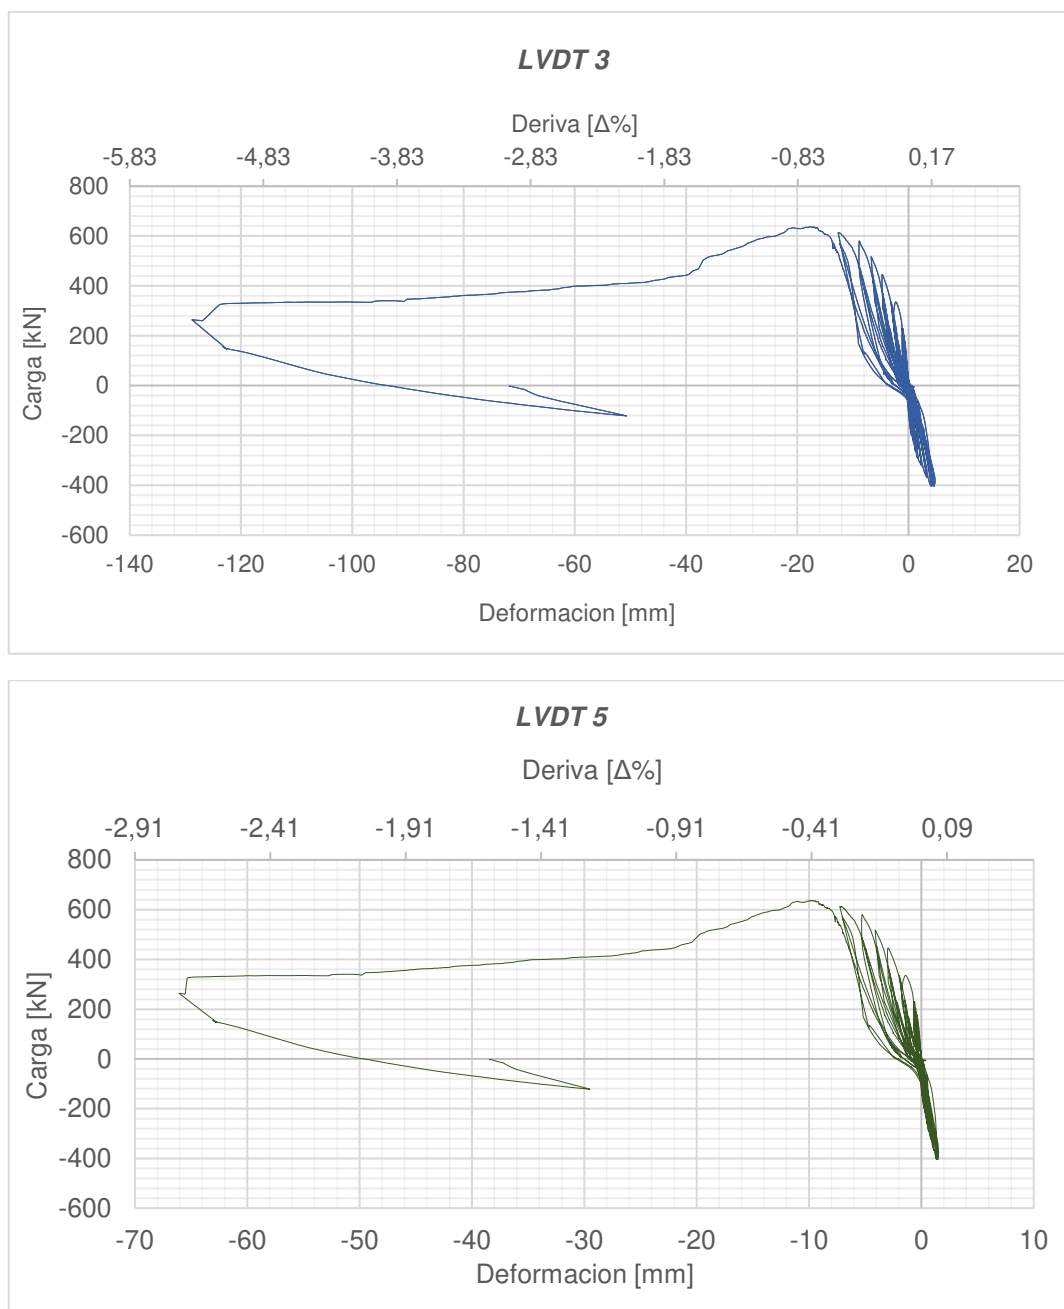 LVDT 3
Deriva [Δ%]
-5,83 -4,83 -3,83 -2,83 -1,83 -0,83 0,17
800
600
400
200
0
-200
-400
-600
Carga [kN]
-140 -120 -100 -80 -60 -40 -20 0 20
Deformacion [mm]
LVDT 5
Deriva [Δ%]
-2,91 -2,41 -1,91 -1,41 -0,91 -0,41 0,09
800
600
400
200
0
-200
-400
-600
Carga [kN]
-70 -60 -50 -40 -30 -20 -10 0 10
Deformacion [mm]